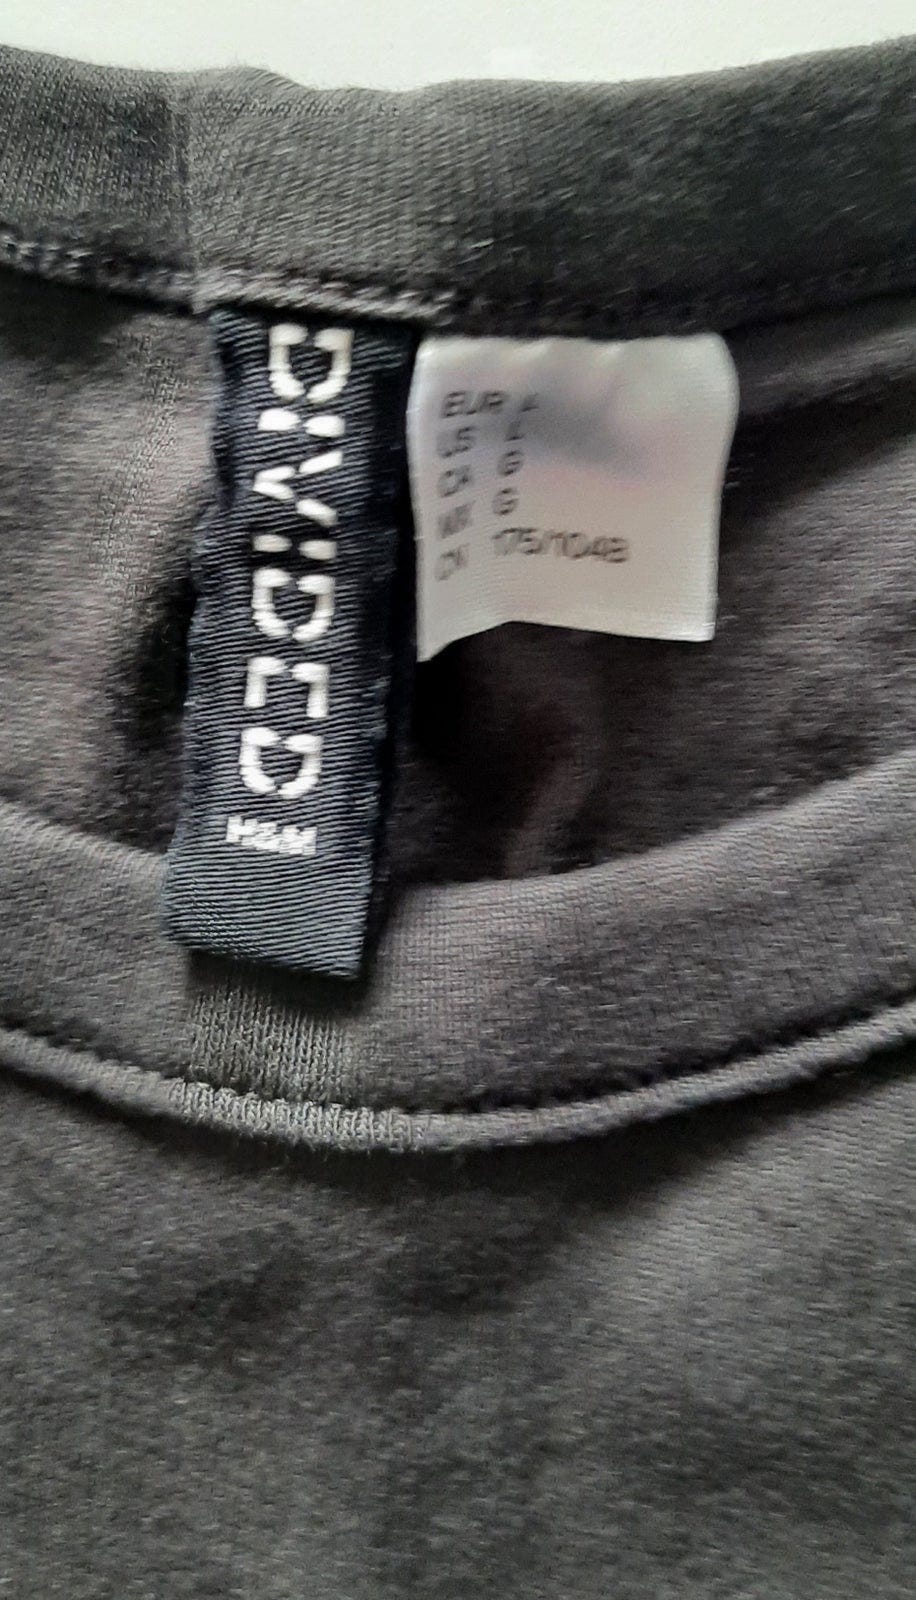 DIVIDED
H&M
EUR L
US L
CA G
MX G
CN 175/104B